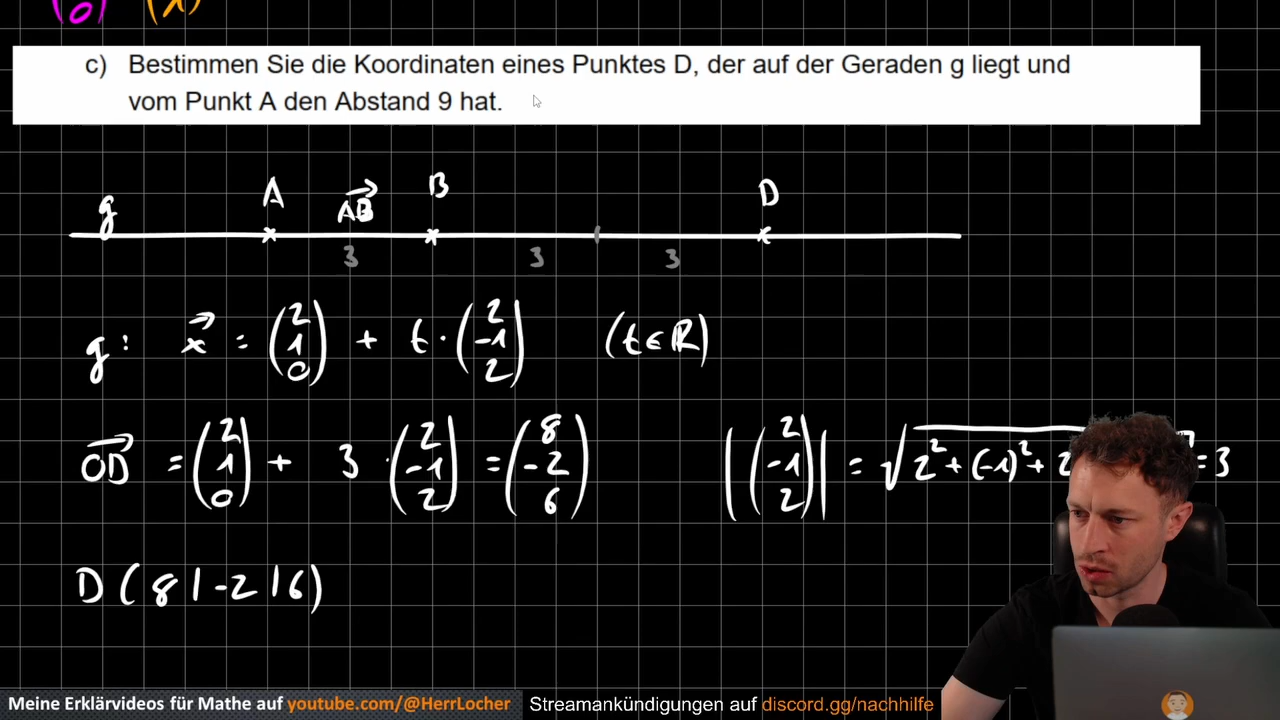 c) Bestimmen Sie die Koordinaten eines Punktes D, der auf der Geraden g liegt und
vom Punkt A den Abstand 9 hat.
g A AB B D
3 3 3
g: x = (2 1 0) + t · (2 -1 2) (t ∈ ℝ)
OD = (2 1 0) + 3 · (2 -1 2) = (8 -2 6) |(2 -1 2)| = √2² + (-1)² + 2 = 3
D (8 | -2 | 6)
Meine Erklärvideos für Mathe auf youtube.com/@HerrLocher Streamankündigungen auf discord.gg/nachhilfe